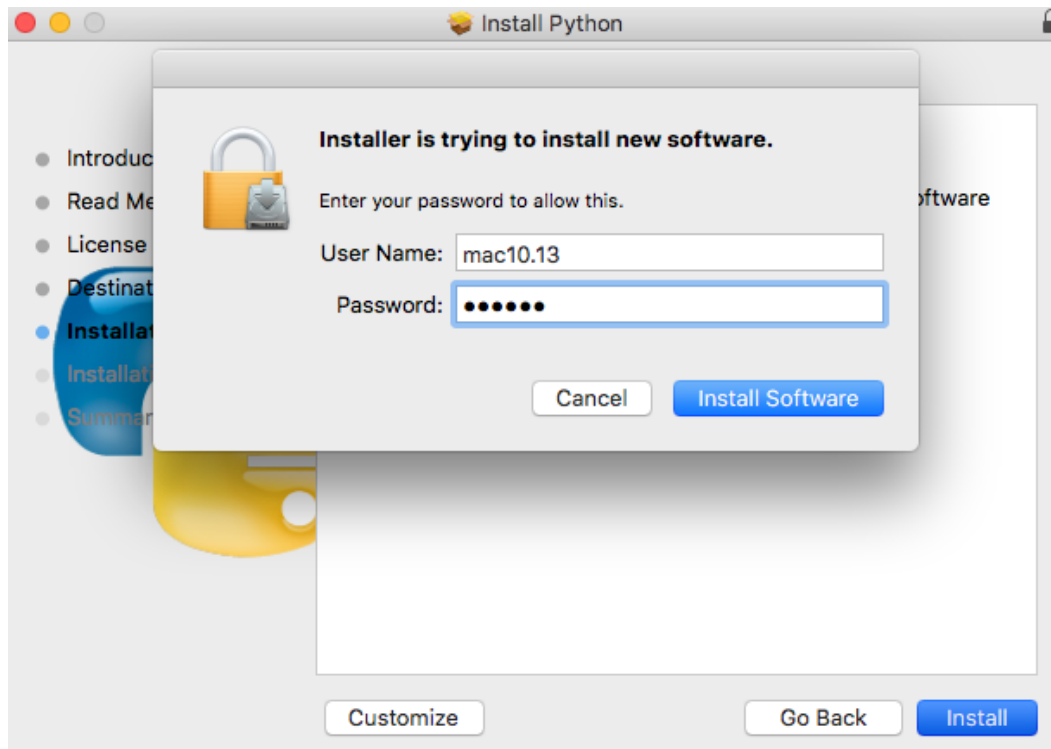 Install Python
Installer is trying to install new software.
Enter your password to allow this.
User Name: mac10.13
Password: ••••••
Cancel
Install Software
Introduc
Read Me
License
Destinat
Installat
Installati
Summar
oftware
Customize
Go Back
Install